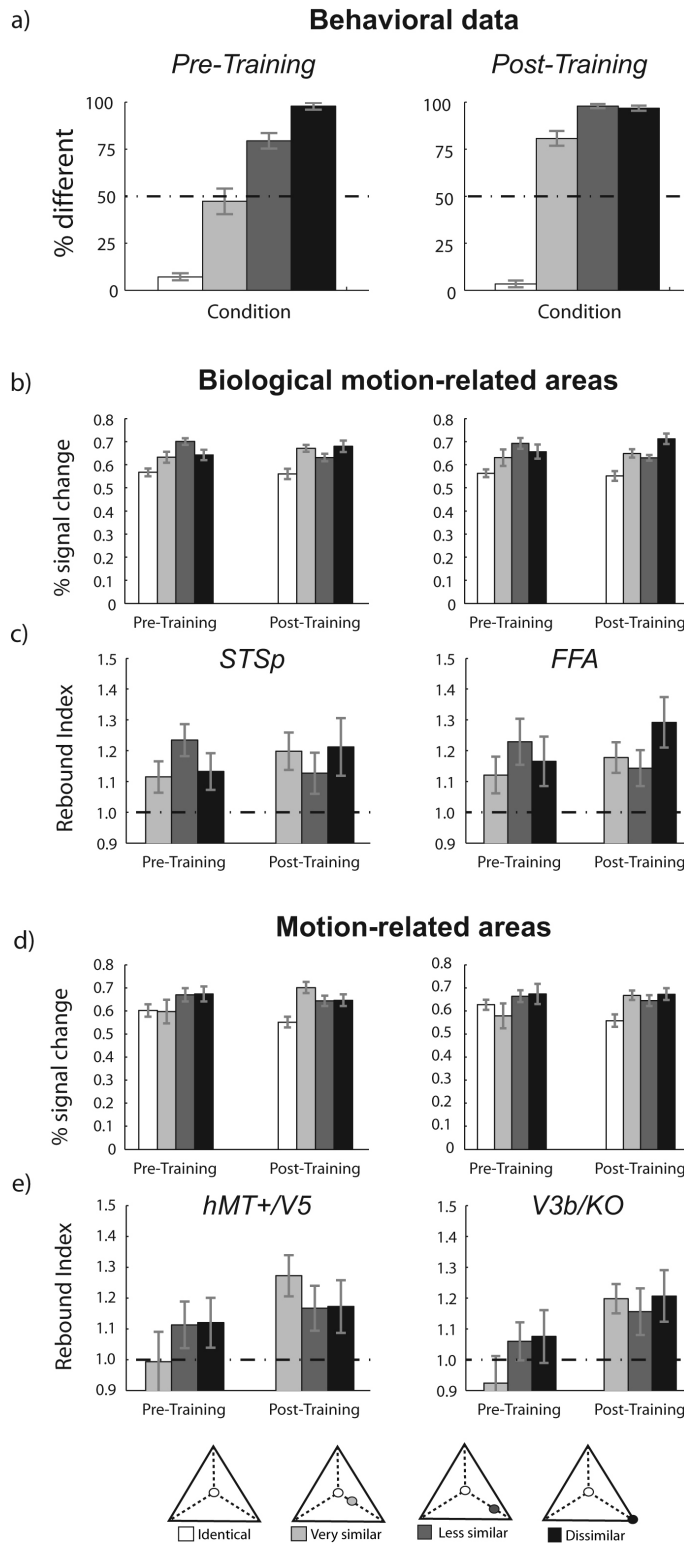 a)
Behavioral data
Pre-Training
Post-Training
% different
100
75
50
25
0
Condition
100
75
50
25
0
Condition
b)
Biological motion-related areas
% signal change
0.8
0.7
0.6
0.5
0.4
0.3
0.2
0.1
0
Pre-Training
Post-Training
0.8
0.7
0.6
0.5
0.4
0.3
0.2
0.1
0
Pre-Training
Post-Training
c)
STSp
FFA
Rebound Index
1.5
1.4
1.3
1.2
1.1
1.0
0.9
Pre-Training
Post-Training
1.5
1.4
1.3
1.2
1.1
1.0
0.9
Pre-Training
Post-Training
d)
Motion-related areas
% signal change
0.8
0.7
0.6
0.5
0.4
0.3
0.2
0.1
0
Pre-Training
Post-Training
0.8
0.7
0.6
0.5
0.4
0.3
0.2
0.1
0
Pre-Training
Post-Training
e)
hMT+/V5
V3b/KO
Rebound Index
1.5
1.4
1.3
1.2
1.1
1.0
0.9
Pre-Training
Post-Training
1.5
1.4
1.3
1.2
1.1
1.0
0.9
Pre-Training
Post-Training
Identical
Very similar
Less similar
Dissimilar